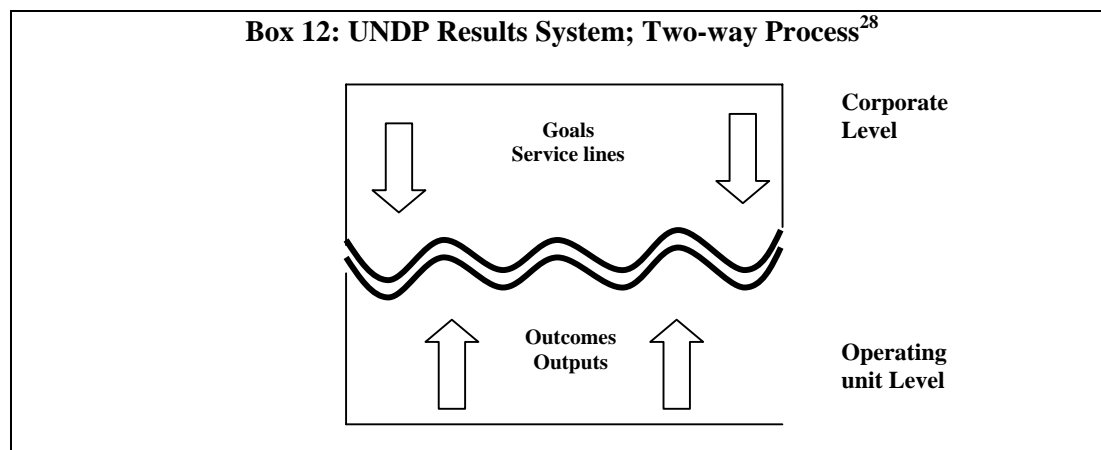 Box 12: UNDP Results System; Two-way Process28
Corporate
Level
Goals
Service lines
Outcomes
Outputs
Operating
unit Level